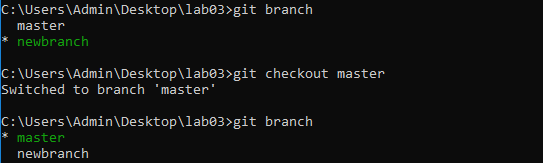 C:\Users\Admin\Desktop\lab03>git branch
  master
* newbranch

C:\Users\Admin\Desktop\lab03>git checkout master
Switched to branch 'master'

C:\Users\Admin\Desktop\lab03>git branch
* master
  newbranch